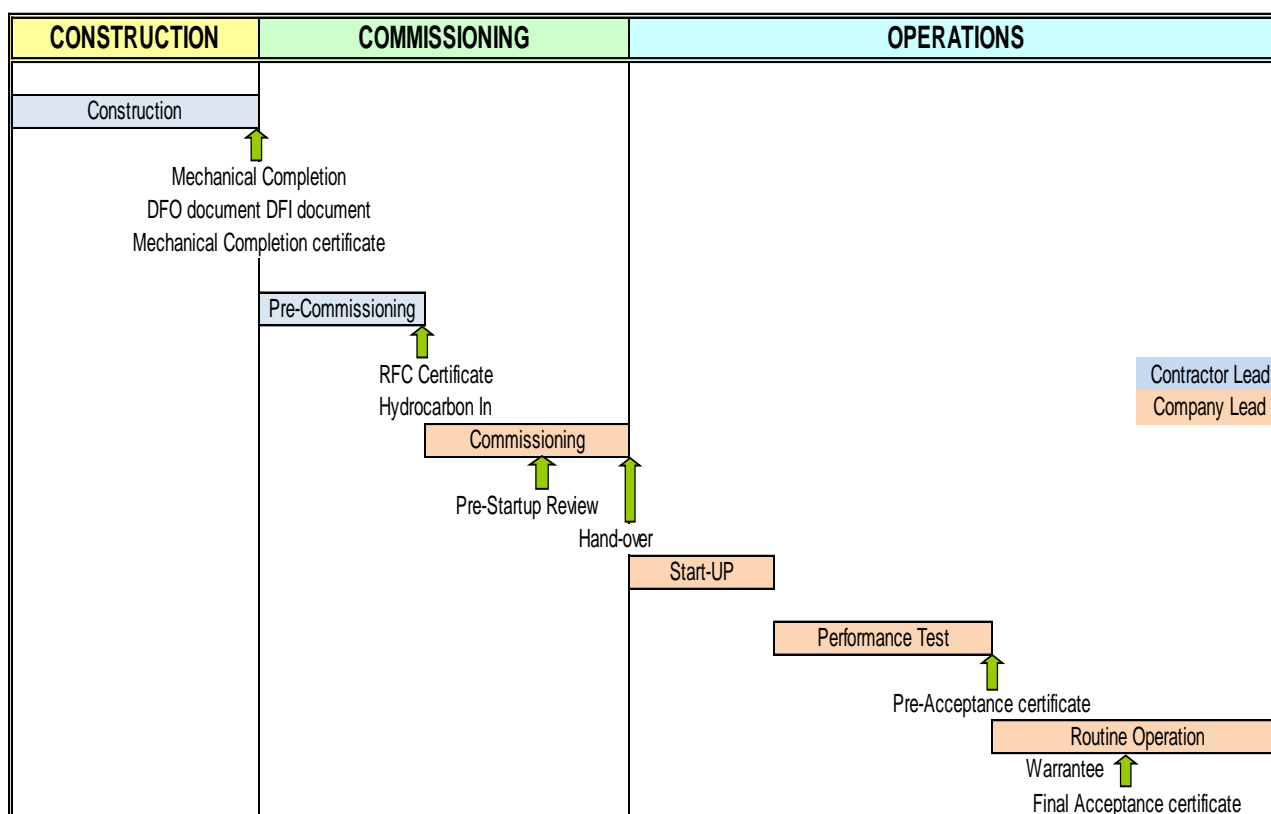 CONSTRUCTION COMMISSIONING OPERATIONS
Construction
Mechanical Completion
DFO document DFI document
Mechanical Completion certificate
Pre-Commissioning
RFC Certificate
Hydrocarbon In
Contractor Lead
Company Lead
Commissioning
Pre-Startup Review
Hand-over
Start-UP
Performance Test
Pre-Acceptance certificate
Routine Operation
Warrantee
Final Acceptance certificate